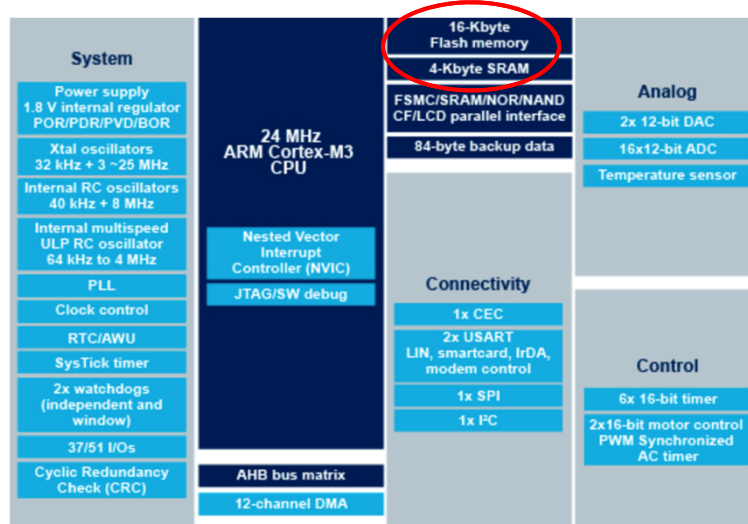 System
Power supply
1.8 V internal regulator
POR/PDR/PVD/BOR
Xtal oscillators
32 kHz + 3 ~25 MHz
Internal RC oscillators
40 kHz + 8 MHz
Internal multispeed
ULP RC oscillator
64 kHz to 4 MHz
PLL
Clock control
RTC/AWU
SysTick timer
2x watchdogs
(independent and
window)
37/51 I/Os
Cyclic Redundancy
Check (CRC)
24 MHz
ARM Cortex-M3
CPU
Nested Vector
Interrupt
Controller (NVIC)
JTAG/SW debug
AHB bus matrix
12-channel DMA
16-Kbyte
Flash memory
4-Kbyte SRAM
FSMC/SRAM/NOR/NAND
CF/LCD parallel interface
84-byte backup data
Connectivity
1x CEC
2x USART
LIN, smartcard, IrDA,
modem control
1x SPI
1x I²C
Analog
2x 12-bit DAC
16x12-bit ADC
Temperature sensor
Control
6x 16-bit timer
2x16-bit motor control
PWM Synchronized
AC timer